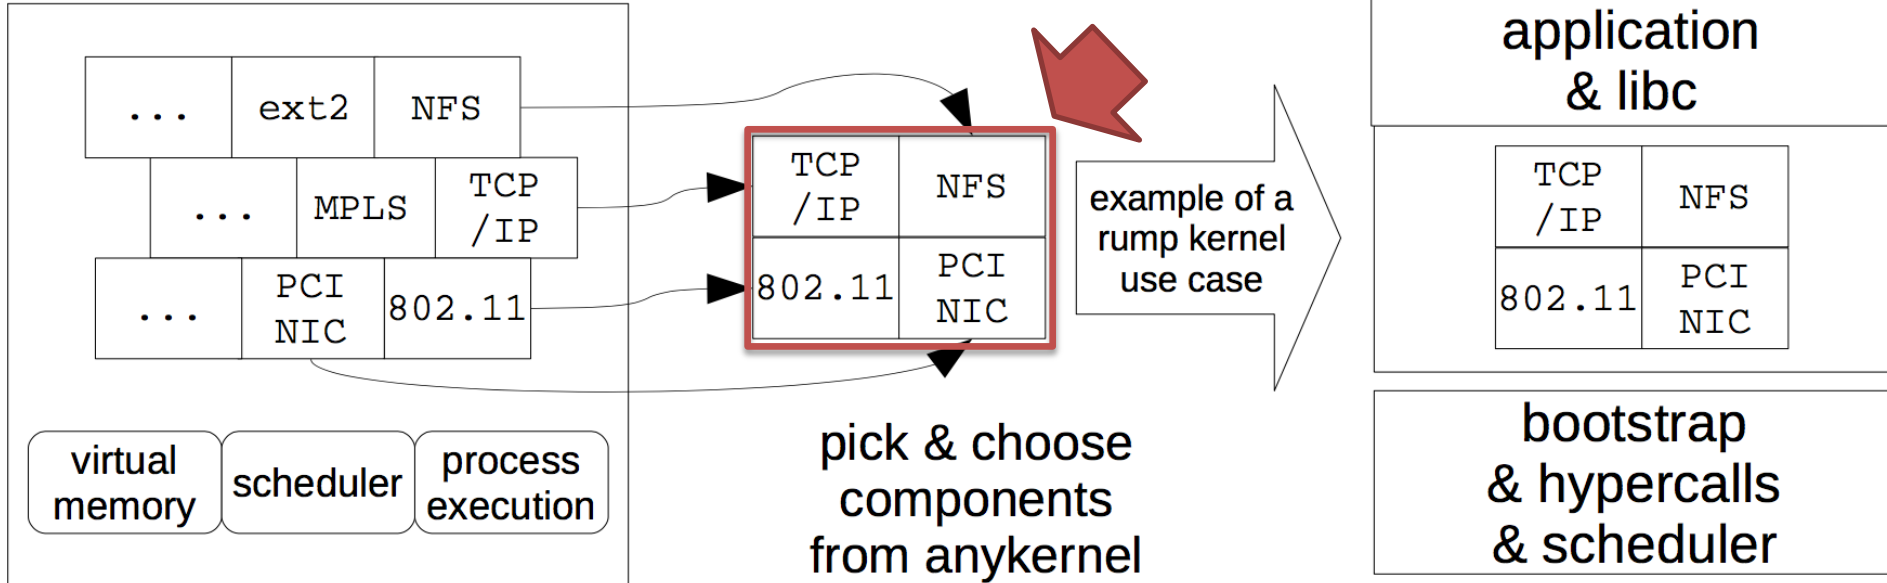 ... ext2 NFS
... MPLS TCP
/IP
... PCI
NIC 802.11
virtual
memory
scheduler
process
execution
TCP
/IP
NFS
802.11
PCI
NIC
pick & choose
components
from anykernel
example of a
rump kernel
use case
application
& libc
TCP
/IP
NFS
802.11
PCI
NIC
bootstrap
& hypercalls
& scheduler